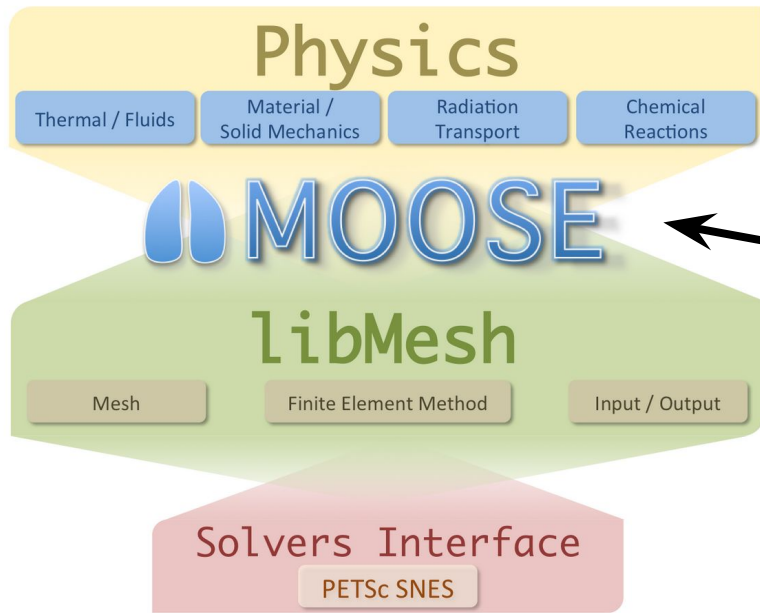 Physics
Thermal / Fluids
Material /
Solid Mechanics
Radiation
Transport
Chemical
Reactions
MOOSE
libMesh
Mesh
Finite Element Method
Input / Output
Solvers Interface
PETSc SNES